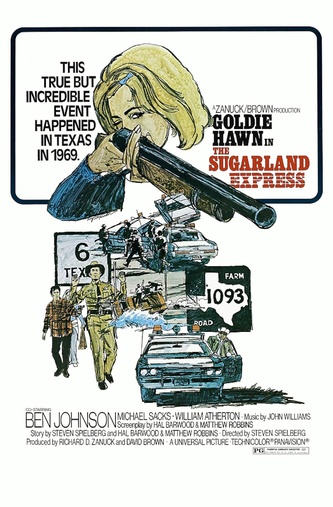 THIS
TRUE BUT
INCREDIBLE
EVENT
HAPPENED
IN TEXAS
IN 1969.
A ZANUCK/BROWN PRODUCTION
GOLDIE
HAWN IN
THE
SUGARLAND
EXPRESS
6
TEX
FARM
1093
ROAD
CO-STARRING
BEN JOHNSON MICHAEL SACKS · WILLIAM ATHERTON · Music by JOHN WILLIAMS
Screenplay by HAL BARWOOD & MATTHEW ROBBINS
Story by STEVEN SPIELBERG and HAL BARWOOD & MATTHEW ROBBINS · Directed by STEVEN SPIELBERG
Produced by RICHARD D. ZANUCK and DAVID BROWN · A UNIVERSAL PICTURE · TECHNICOLOR® PANAVISION®
PG